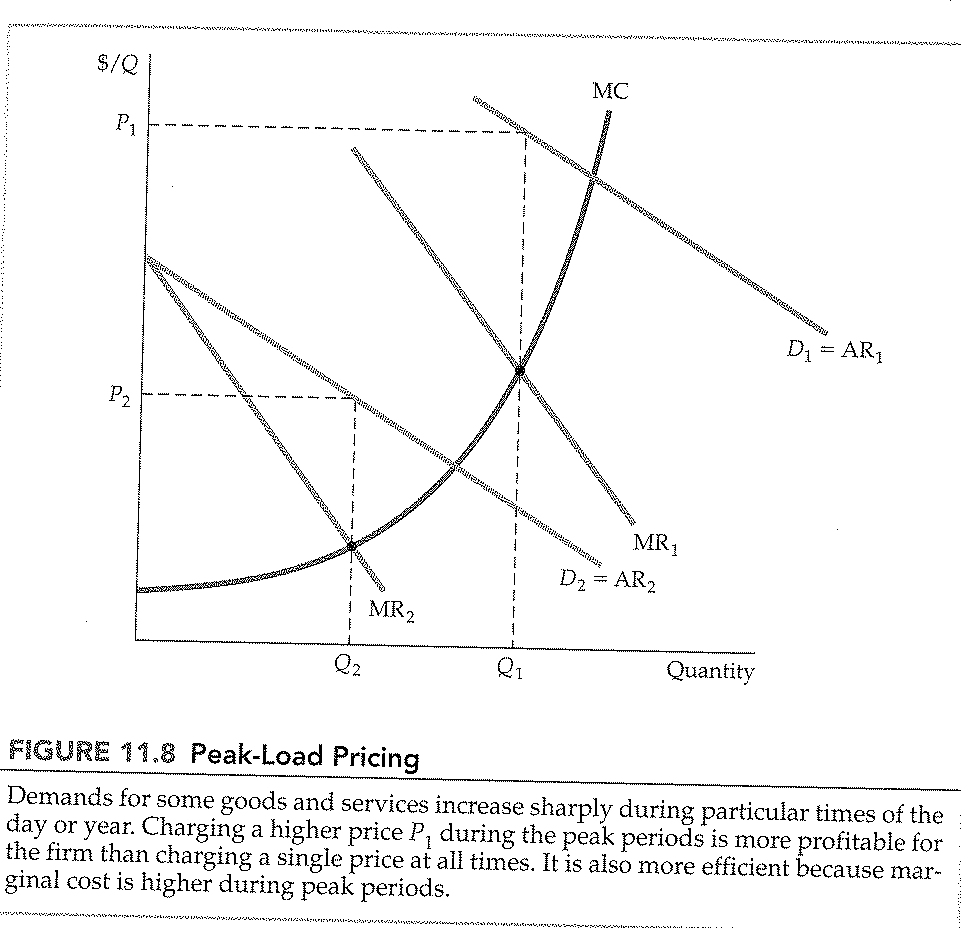 $/Q
MC
P₁
D₁ = AR₁
P₂
MR₁
D₂ = AR₂
MR₂
Q₂
Q₁
Quantity
FIGURE 11.8 Peak-Load Pricing
Demands for some goods and services increase sharply during particular times of the
day or year. Charging a higher price P₁ during the peak periods is more profitable for
the firm than charging a single price at all times. It is also more efficient because mar-
ginal cost is higher during peak periods.